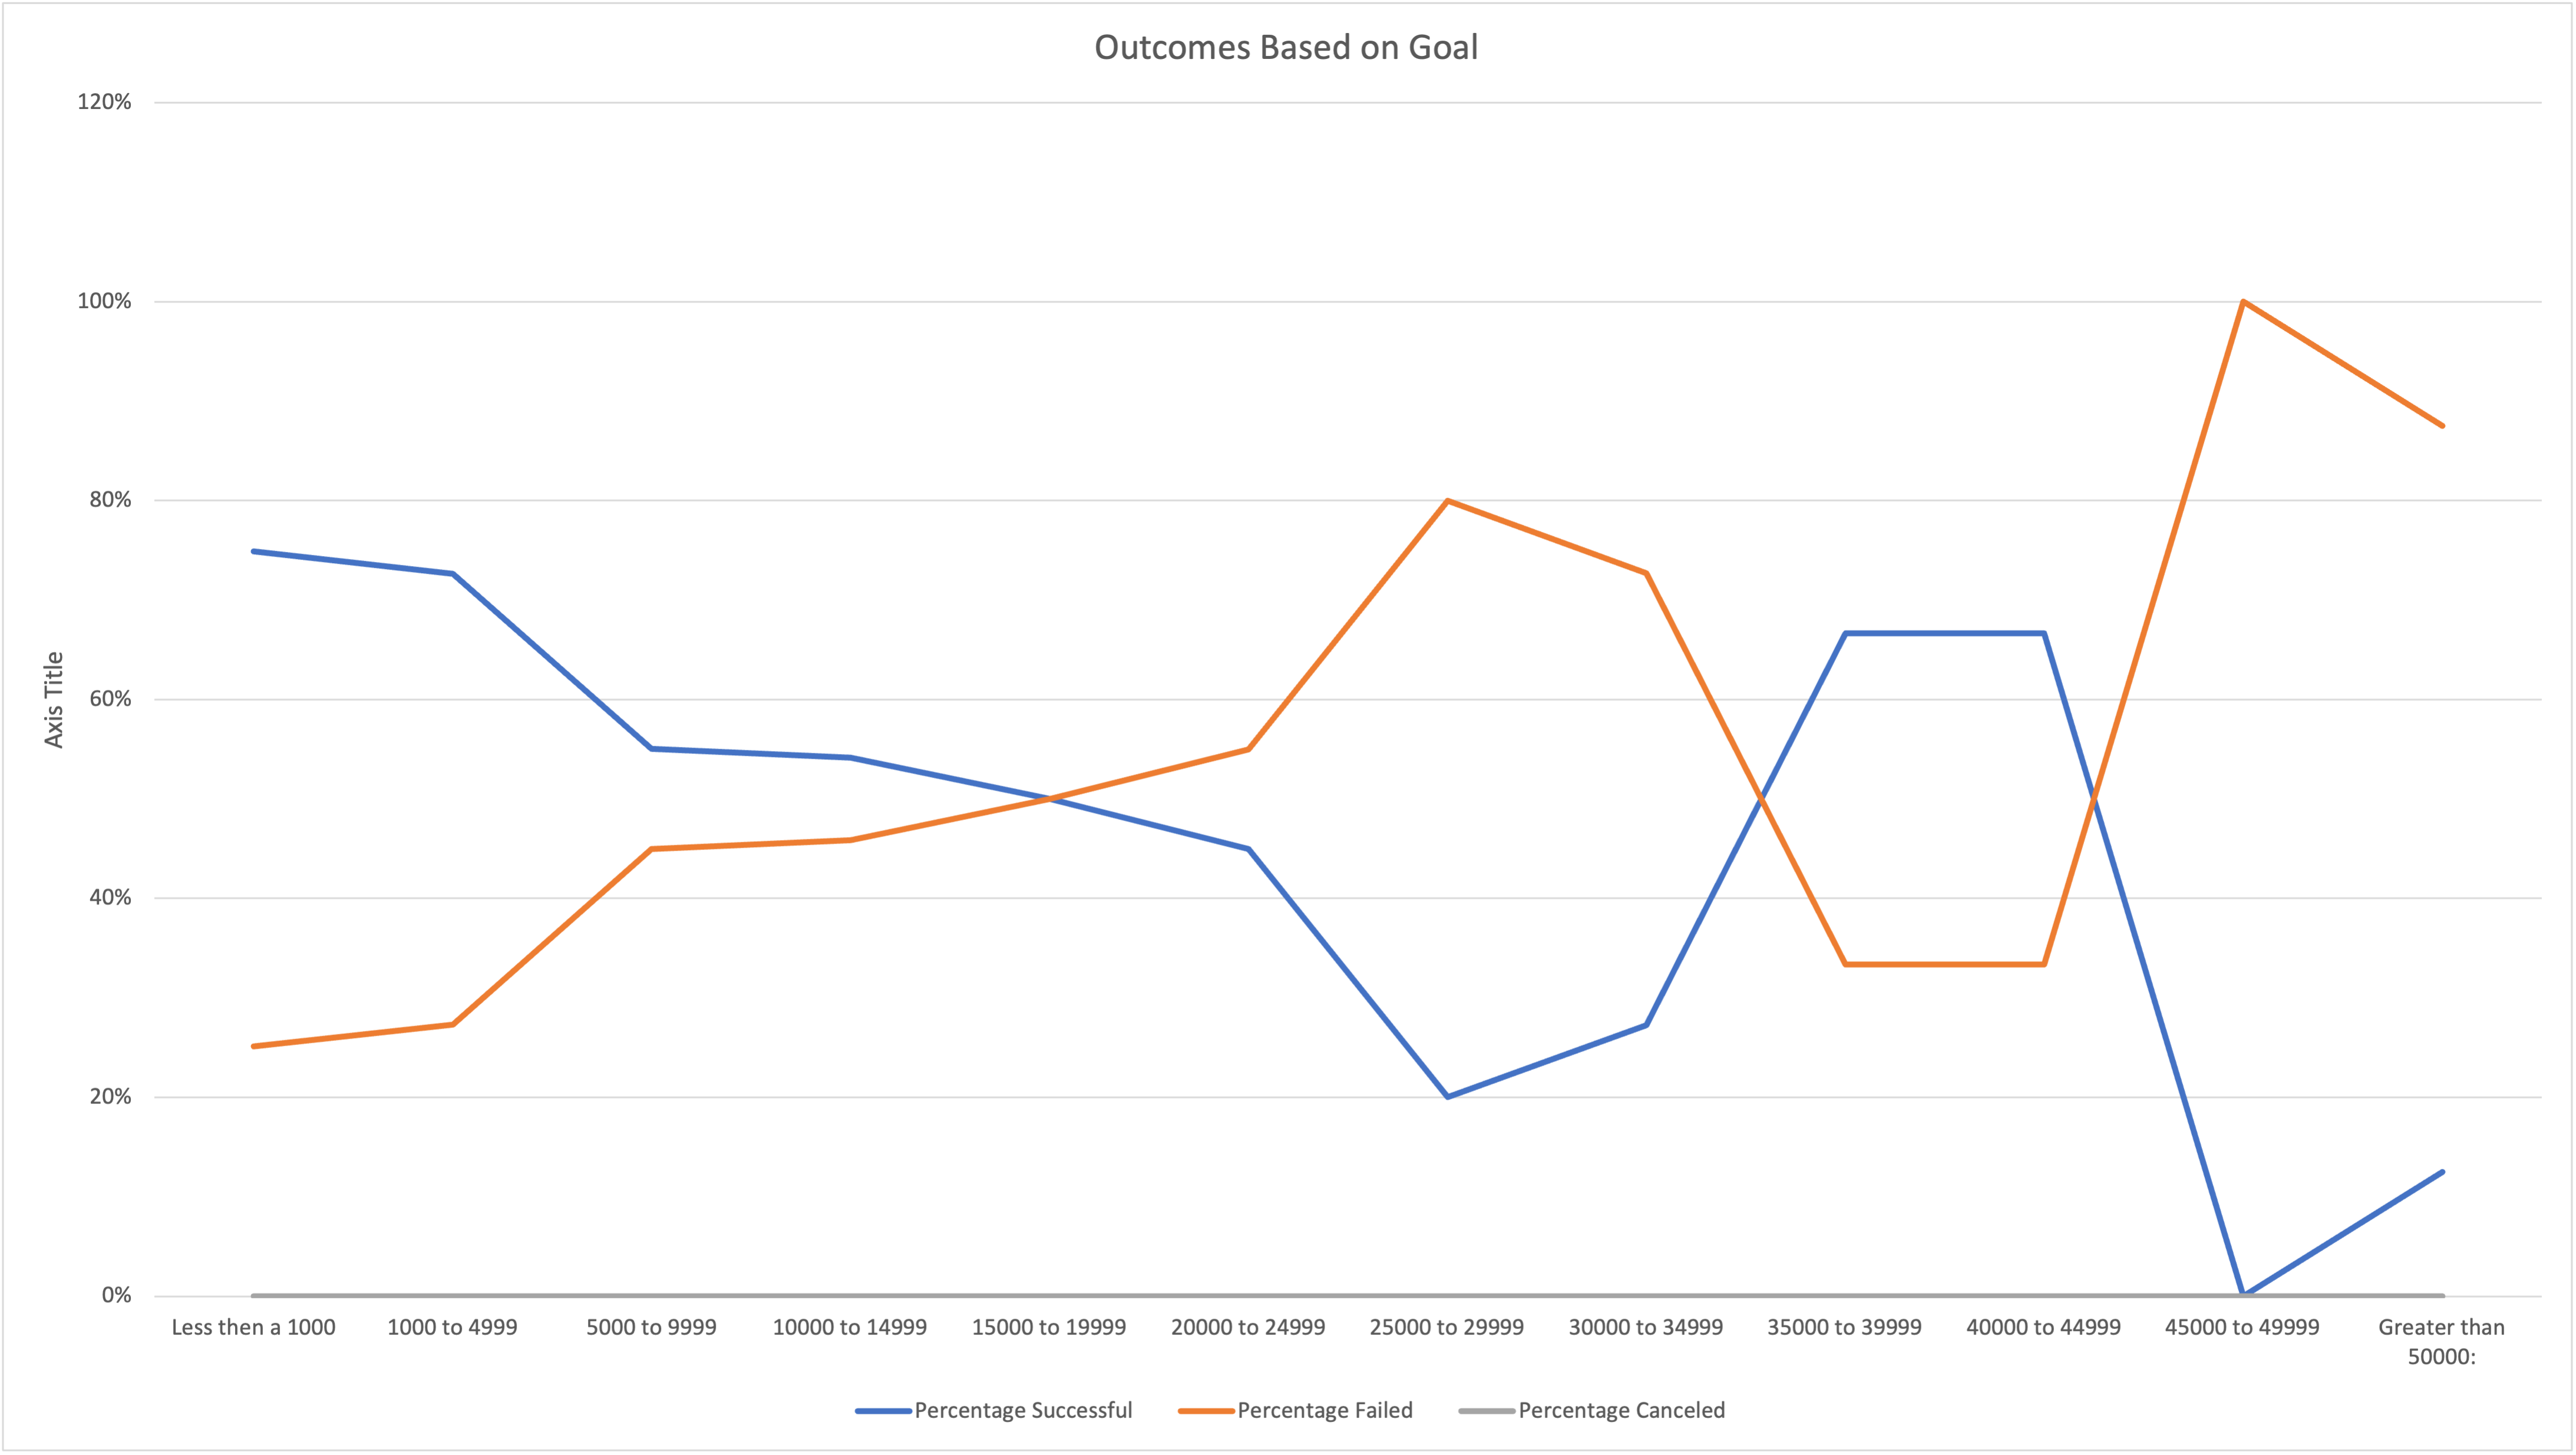 Outcomes Based on Goal
120%
100%
80%
60%
40%
20%
0%
Axis Title
Less then a 1000
1000 to 4999
5000 to 9999
10000 to 14999
15000 to 19999
20000 to 24999
25000 to 29999
30000 to 34999
35000 to 39999
40000 to 44999
45000 to 49999
Greater than
50000:
Percentage Successful
Percentage Failed
Percentage Canceled